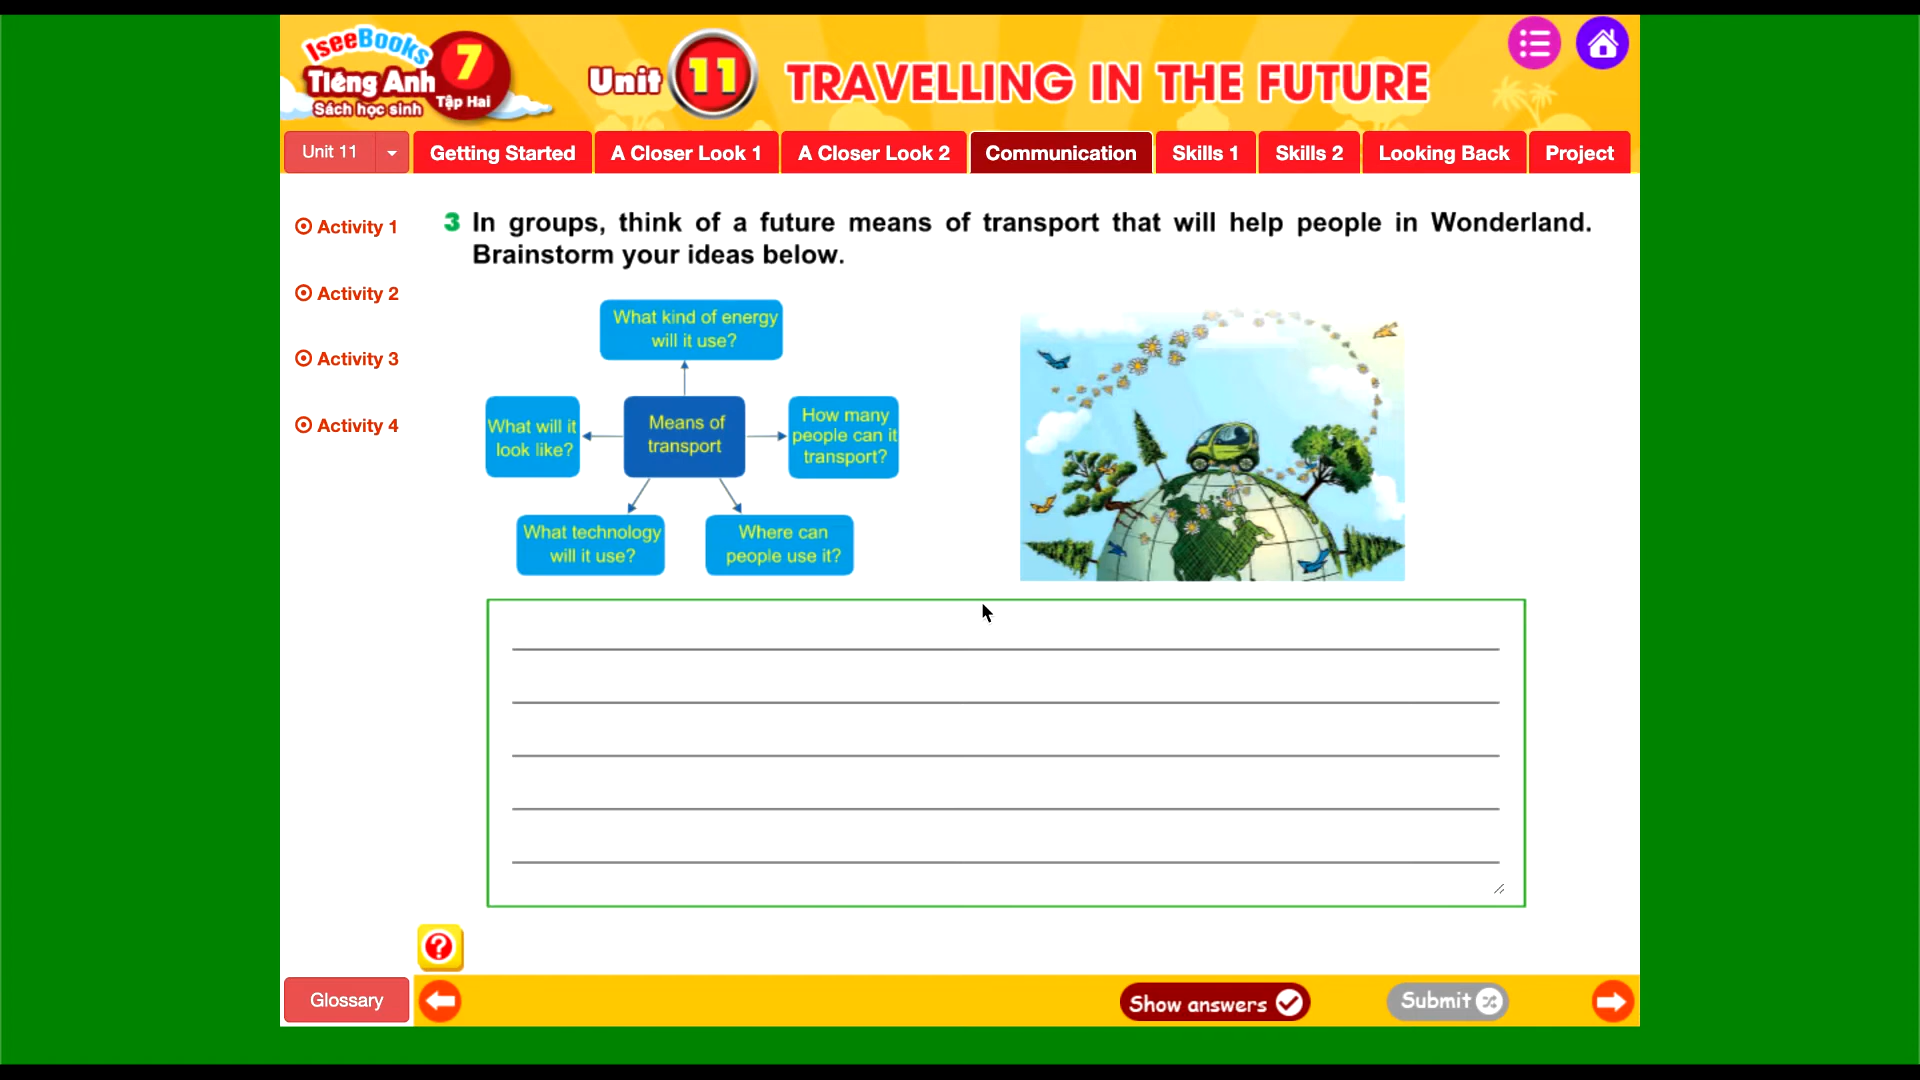 IseeBooks
Tiếng Anh 7
Sách học sinh Tập Hai
Unit 11 TRAVELLING IN THE FUTURE
Unit 11
Getting Started
A Closer Look 1
A Closer Look 2
Communication
Skills 1
Skills 2
Looking Back
Project
Activity 1
Activity 2
Activity 3
Activity 4
3 In groups, think of a future means of transport that will help people in Wonderland.
Brainstorm your ideas below.
What kind of energy
will it use?
What will it
look like?
Means of
transport
How many
people can it
transport?
What technology
will it use?
Where can
people use it?
?
Glossary
Show answers
Submit